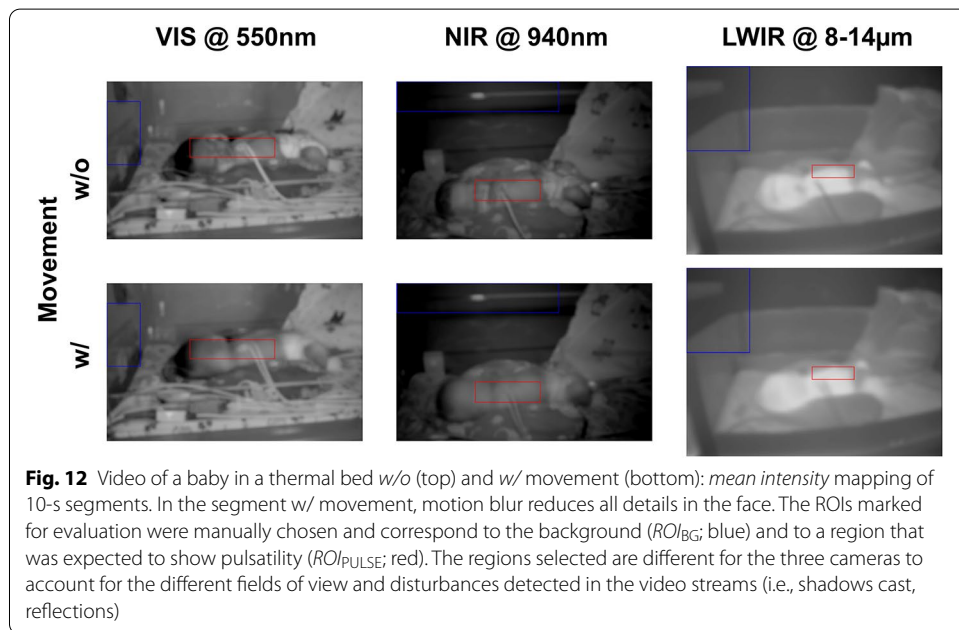 VIS @ 550nm NIR @ 940nm LWIR @ 8-14µm
Movement
w/o
w/
Fig. 12 Video of a baby in a thermal bed w/o (top) and w/ movement (bottom): mean intensity mapping of
10-s segments. In the segment w/ movement, motion blur reduces all details in the face. The ROIs marked
for evaluation were manually chosen and correspond to the background (ROI_BG; blue) and to a region that
was expected to show pulsatility (ROI_PULSE; red). The regions selected are different for the three cameras to
account for the different fields of view and disturbances detected in the video streams (i.e., shadows cast,
reflections)